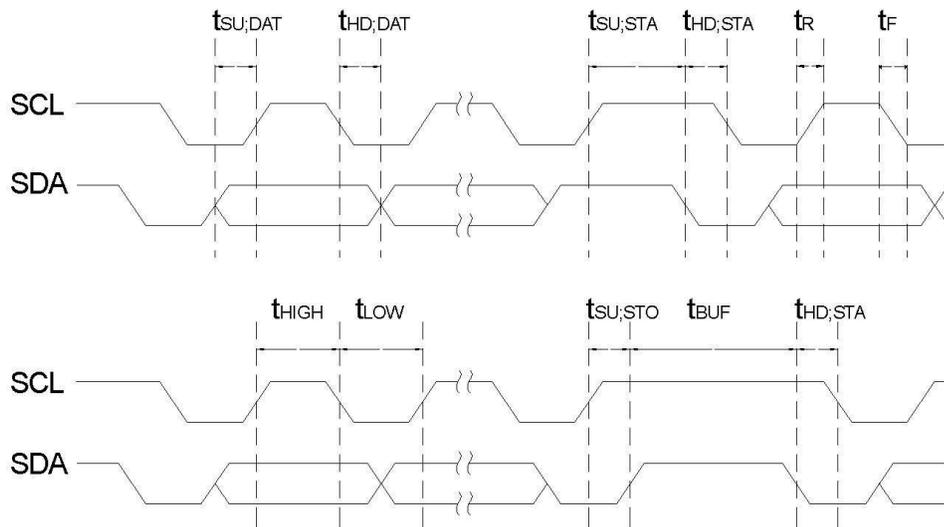 tSU;DAT tHD;DAT tSU;STA tHD;STA tR tF
SCL
SDA
tHIGH tLOW tSU;STO tBUF tHD;STA
SCL
SDA